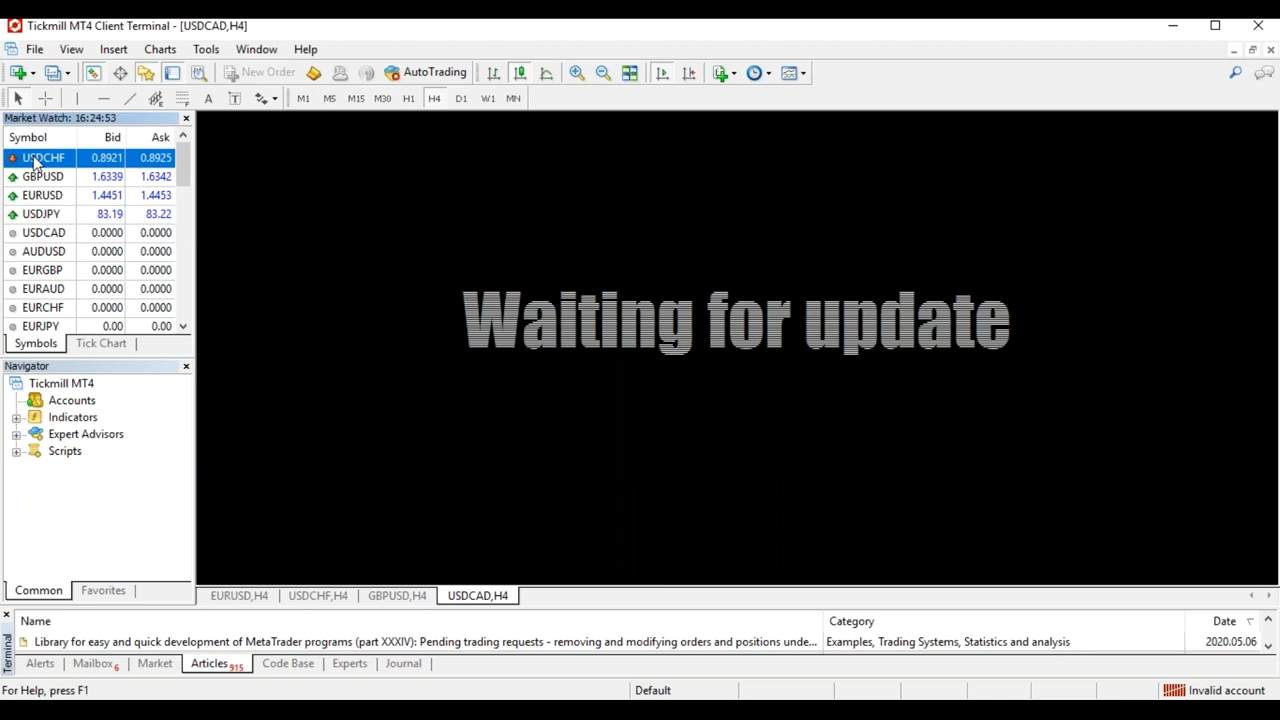 Tickmill MT4 Client Terminal - [USDCAD,H4]
File View Insert Charts Tools Window Help
New Order AutoTrading
A T M1 M5 M15 M30 H1 H4 D1 W1 MN
Market Watch: 16:24:53
Symbol Bid Ask
USDCHF 0.8921 0.8925
GBPUSD 1.6339 1.6342
EURUSD 1.4451 1.4453
USDJPY 83.19 83.22
USDCAD 0.0000 0.0000
AUDUSD 0.0000 0.0000
EURGBP 0.0000 0.0000
EURAUD 0.0000 0.0000
EURCHF 0.0000 0.0000
EURJPY 0.00 0.00
Symbols Tick Chart
Waiting for update
Navigator
Tickmill MT4
Accounts
Indicators
Expert Advisors
Scripts
Common Favorites
EURUSD,H4 USDCHF,H4 GBPUSD,H4 USDCAD,H4
Terminal
Name Category Date
Library for easy and quick development of MetaTrader programs (part XXXIV): Pending trading requests - removing and modifying orders and positions unde... Examples, Trading Systems, Statistics and analysis 2020.05.06
Alerts Mailbox 6 Market Articles 915 Code Base Experts Journal
For Help, press F1 Default Invalid account